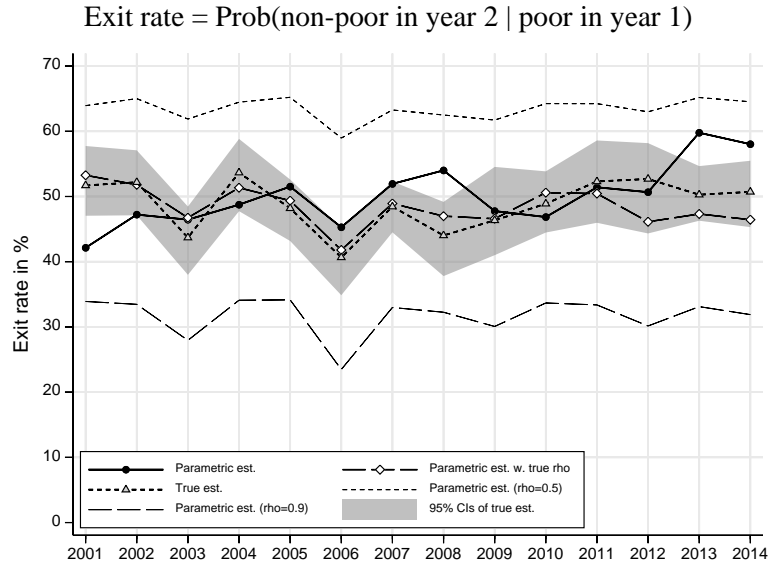 Exit rate = Prob(non-poor in year 2 | poor in year 1)
70
60
50
40
30
20
10
0
Exit rate in %
Parametric est.
Parametric est. w. true rho
True est.
Parametric est. (rho=0.5)
Parametric est. (rho=0.9)
95% CIs of true est.
2001 2002 2003 2004 2005 2006 2007 2008 2009 2010 2011 2012 2013 2014